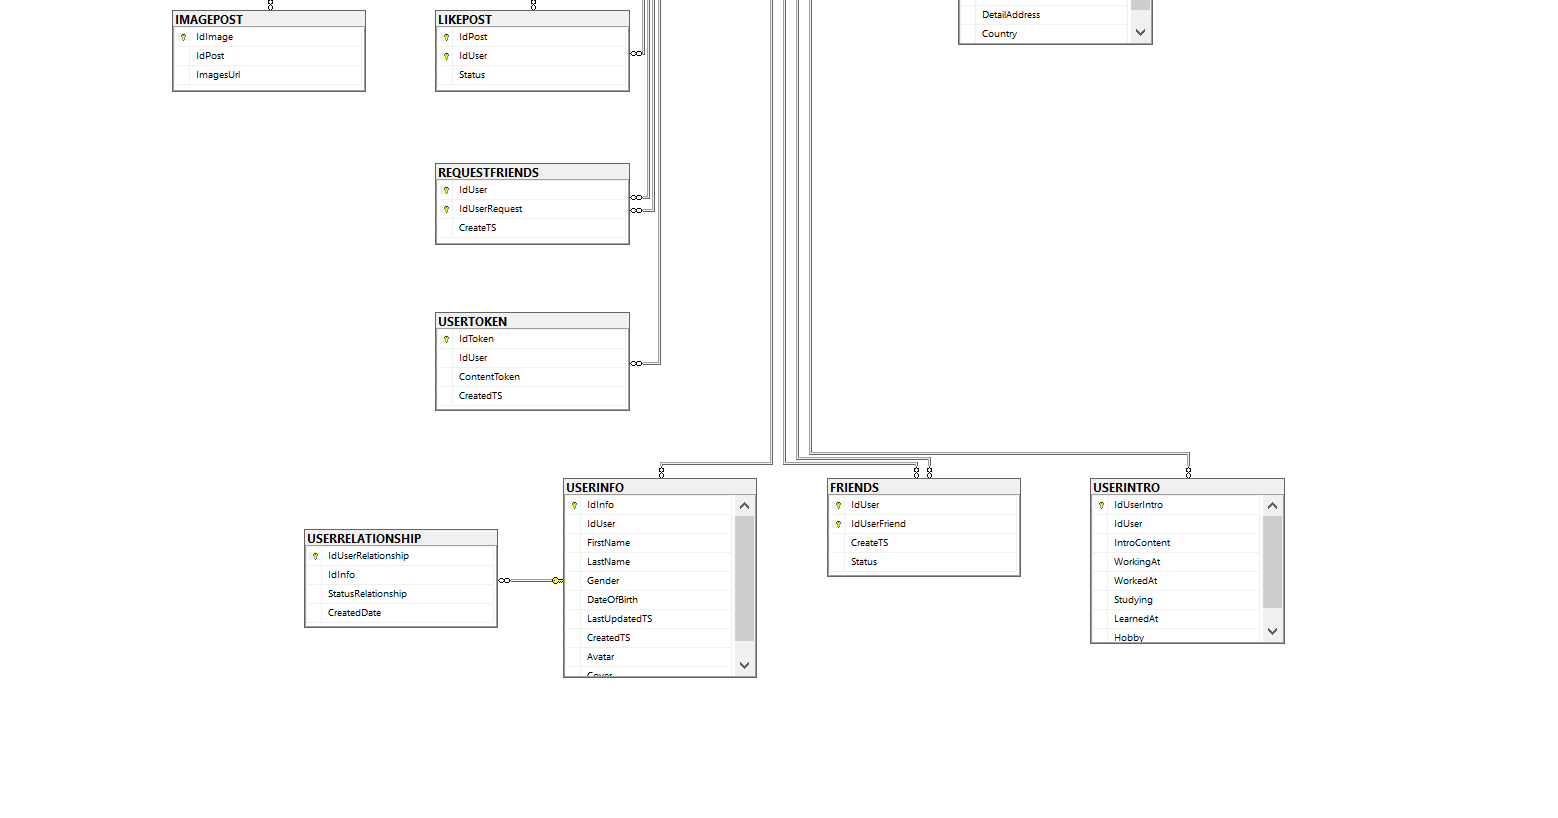 IMAGEPOST
IdImage
IdPost
ImagesUrl
LIKEPOST
IdPost
IdUser
Status
DetailAddress
Country
REQUESTFRIENDS
IdUser
IdUserRequest
CreateTS
USERTOKEN
IdToken
IdUser
ContentToken
CreatedTS
USERRELATIONSHIP
IdUserRelationship
IdInfo
StatusRelationship
CreatedDate
USERINFO
IdInfo
IdUser
FirstName
LastName
Gender
DateOfBirth
LastUpdatedTS
CreatedTS
Avatar
Cover
FRIENDS
IdUser
IdUserFriend
CreateTS
Status
USERINTRO
IdUserIntro
IdUser
IntroContent
WorkingAt
WorkedAt
Studying
LearnedAt
Hobby